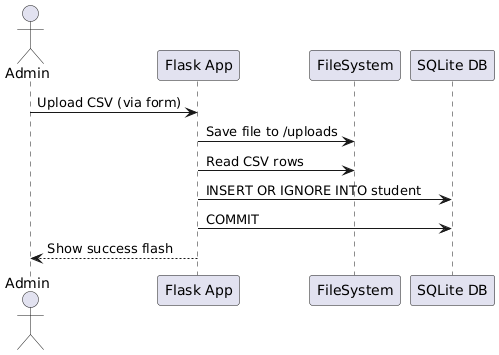 Admin
Flask App
FileSystem
SQLite DB
Upload CSV (via form)
Save file to /uploads
Read CSV rows
INSERT OR IGNORE INTO student
COMMIT
Show success flash
Admin
Flask App
FileSystem
SQLite DB